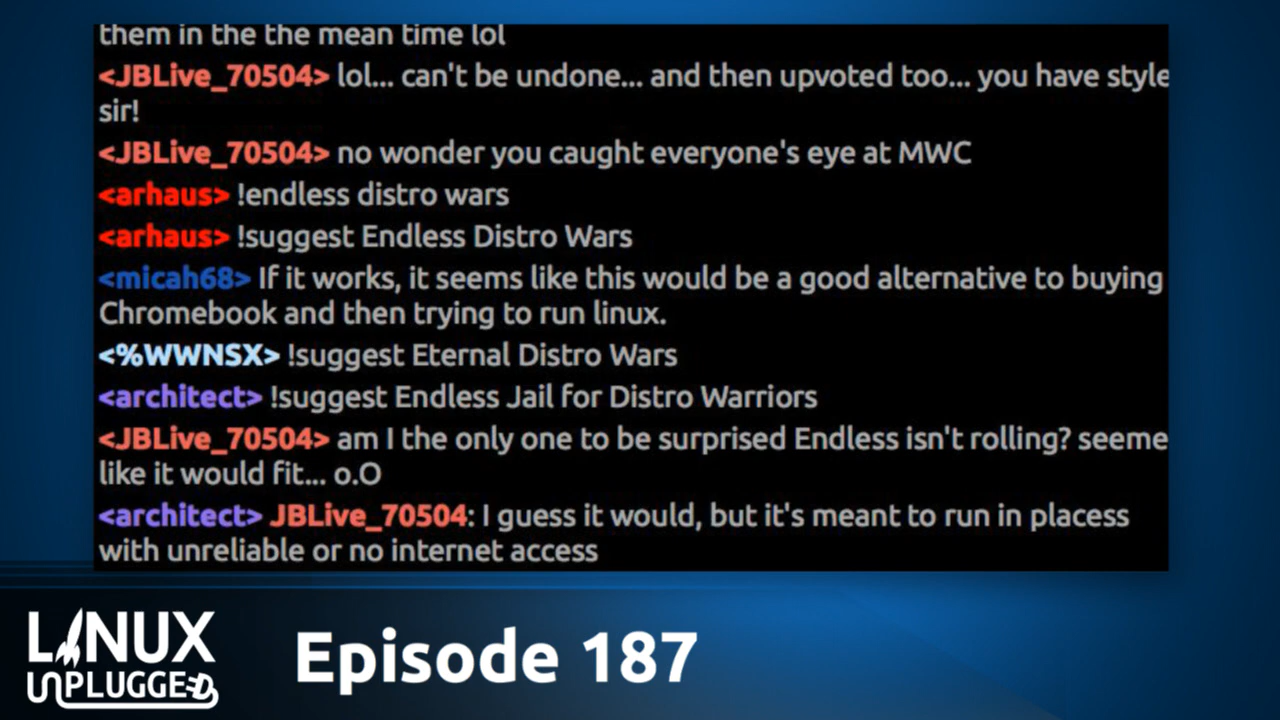 them in the the mean time lol
<JBLive_70504> lol... can't be undone... and then upvoted too... you have style
sir!
<JBLive_70504> no wonder you caught everyone's eye at MWC
<arhaus> !endless distro wars
<arhaus> !suggest Endless Distro Wars
<micah68> If it works, it seems like this would be a good alternative to buying
Chromebook and then trying to run linux.
<%WWNSX> !suggest Eternal Distro Wars
<architect> !suggest Endless Jail for Distro Warriors
<JBLive_70504> am I the only one to be surprised Endless isn't rolling? seeme
like it would fit... o.O
<architect> JBLive_70504: I guess it would, but it's meant to run in placess
with unreliable or no internet access
LINUX
UNPLUGGED
Episode 187